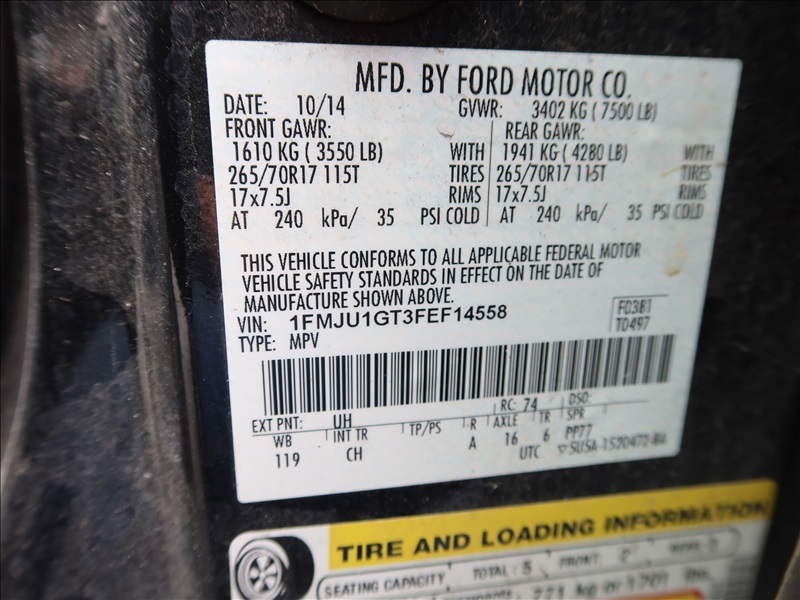 MFD. BY FORD MOTOR CO.
DATE: 10/14 GVWR: 3402 KG ( 7500 LB)
FRONT GAWR: REAR GAWR:
1610 KG ( 3550 LB) WITH 1941 KG ( 4280 LB) WITH
265/70R17 115T TIRES 265/70R17 115T TIRES
17x7.5J RIMS 17x7.5J RIMS
AT 240 kPa/ 35 PSI COLD AT 240 kPa/ 35 PSI COLD
THIS VEHICLE CONFORMS TO ALL APPLICABLE FEDERAL MOTOR
VEHICLE SAFETY STANDARDS IN EFFECT ON THE DATE OF
MANUFACTURE SHOWN ABOVE.
VIN: 1FMJU1GT3FEF14558 F0381
TYPE: MPV T0497
EXT PNT: UH RC: 74 DSO:
WB INT TR TP/PS R AXLE TR SPR
119 CH A 16 6 PP77
UTC
TIRE AND LOADING INFORMATION
SEATING CAPACITY TOTAL: 5 FRONT: 2
271 kg or